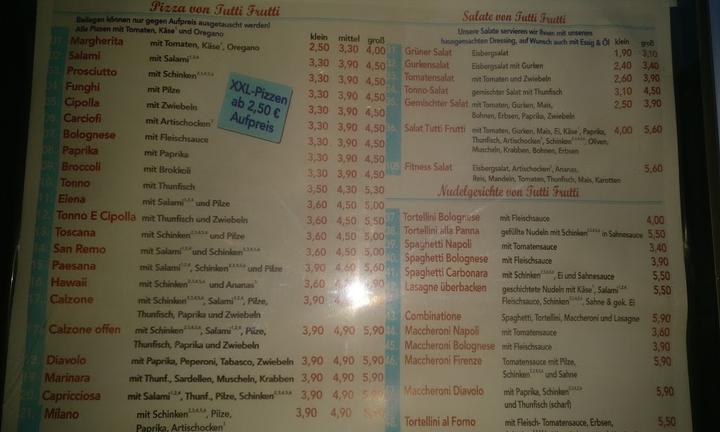 Pizza von Tutti Frutti
Beilagen können nur gegen Aufpreis ausgetauscht werden!
Alle Pizzen mit Tomaten, Käse und Oregano
klein mittel groß
Margherita mit Tomaten, Käse, Oregano 2,50 3,30 4,00
Salami mit Salami 3,30 3,90 4,50
Prosciutto mit Schinken 3,30 3,90 4,50
Funghi mit Pilze 3,30 3,90 4,50
Cipolla mit Zwiebeln 3,30 3,90 4,50
Carciofi mit Artischocken 3,30 3,90 4,50
Bolognese mit Fleischsauce 3,30 3,90 4,50
Paprika mit Paprika 3,30 3,90 4,50
Broccoli mit Brokkoli 3,30 3,90 4,50
Tonno mit Thunfisch 3,50 4,30 5,30
11. Elena mit Salami und Pilze 3,60 4,50 5,00
12. Tonno E Cipolla mit Thunfisch und Zwiebeln 3,60 4,50 5,50
13. Toscana mit Schinken und Pilze 3,60 4,50 5,00
14. San Remo mit Salami und Schinken 3,60 4,50 5,00
15. Paesana mit Salami, Schinken und Pilze 3,90 4,60 5,60
16. Hawaii mit Schinken und Ananas 3,60
17. Calzone mit Schinken, Salami, Pilze, 3,90 4,90 5,90
Thunfisch, Paprika und Zwiebeln
Calzone offen mit Schinken, Salami, Pilze, 3,90 4,90 5,90
Thunfisch, Paprika und Zwiebeln
Diavolo mit Paprika, Peperoni, Tabasco, Zwiebeln 3,90 4,90 5,90
19. Marinara mit Thunf., Sardellen, Muscheln, Krabben 3,90 4,90 5,90
20. Capricciosa mit Salami, Thunf., Pilze, Schinken 3,90 4,90 5,90
21. Milano mit Schinken, Pilze, 3,90 4,90
Paprika, Artischocken
XXL-Pizzen
ab 2,50 €
Aufpreis
Salate von Tutti Frutti
Unsere Salate servieren wir Ihnen mit unserem
hausgemachten Dressing, auf Wunsch auch mit Essig & Öl
klein groß
Grüner Salat Eisbergsalat 1,90 3,10
Gurkensalat Eisbergsalat mit Gurken 2,40 3,40
Tomatensalat mit Tomaten und Zwiebeln 2,60 3,90
Tonno-Salat gemischter Salat mit Thunfisch 3,10 4,50
Gemischter Salat mit Tomaten, Gurken, Mais, 2,50 3,90
Bohnen, Erbsen, Paprika, Zwiebeln
Salat Tutti Frutti mit Tomaten, Gurken, Mais, Ei, Käse, Paprika, 4,00 5,60
Thunfisch, Artischocken, Schinken, Oliven,
Muscheln, Krabben, Bohnen, Erbsen
108 Fitness Salat Eisbergsalat, Artischocken, Ananas, 5,60
Reis, Mandeln, Tomaten, Thunfisch, Mais, Karotten
Nudelgerichte von Tutti Frutti
Tortellini Bolognese mit Fleischsauce 4,00
Tortellini alla Panna gefüllte Nudeln mit Schinken in Sahnesauce 5,50
Spaghetti Napoli mit Tomatensauce 3,40
Spaghetti Bolognese mit Fleischsauce 3,90
Spaghetti Carbonara mit Schinken, Ei und Sahnesauce 5,50
Lasagne überbacken geschichtete Nudeln mit Käse, Salami, 5,50
Fleischsauce, Schinken, Sahne & gek. Ei
Combinatione Spaghetti, Tortellini, Maccheroni und Lasagne 5,90
Maccheroni Napoli mit Tomatensauce 3,60
45. Maccheroni Bolognese mit Fleischsauce 3,90
46. Maccheroni Firenze Tomatensauce mit Pilze, 5,90
Schinken und Sahne
Maccheroni Diavolo mit Paprika, Schinken 5,90
und Thunfisch (scharf)
Tortellini al Forno mit Fleisch- Tomatensauce, Erbsen, 5,50